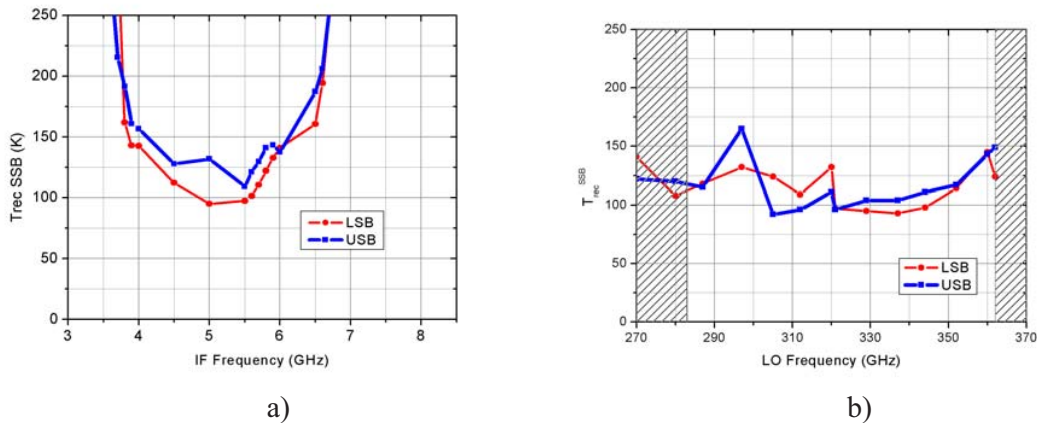 250
200
150
100
50
0
Trec SSB (K)
LSB
USB
3 4 5 6 7 8
IF Frequency (GHz)
a)
250
200
150
100
50
0
T rec SSB
LSB
USB
270 290 310 330 350 370
LO Frequency (GHz)
b)